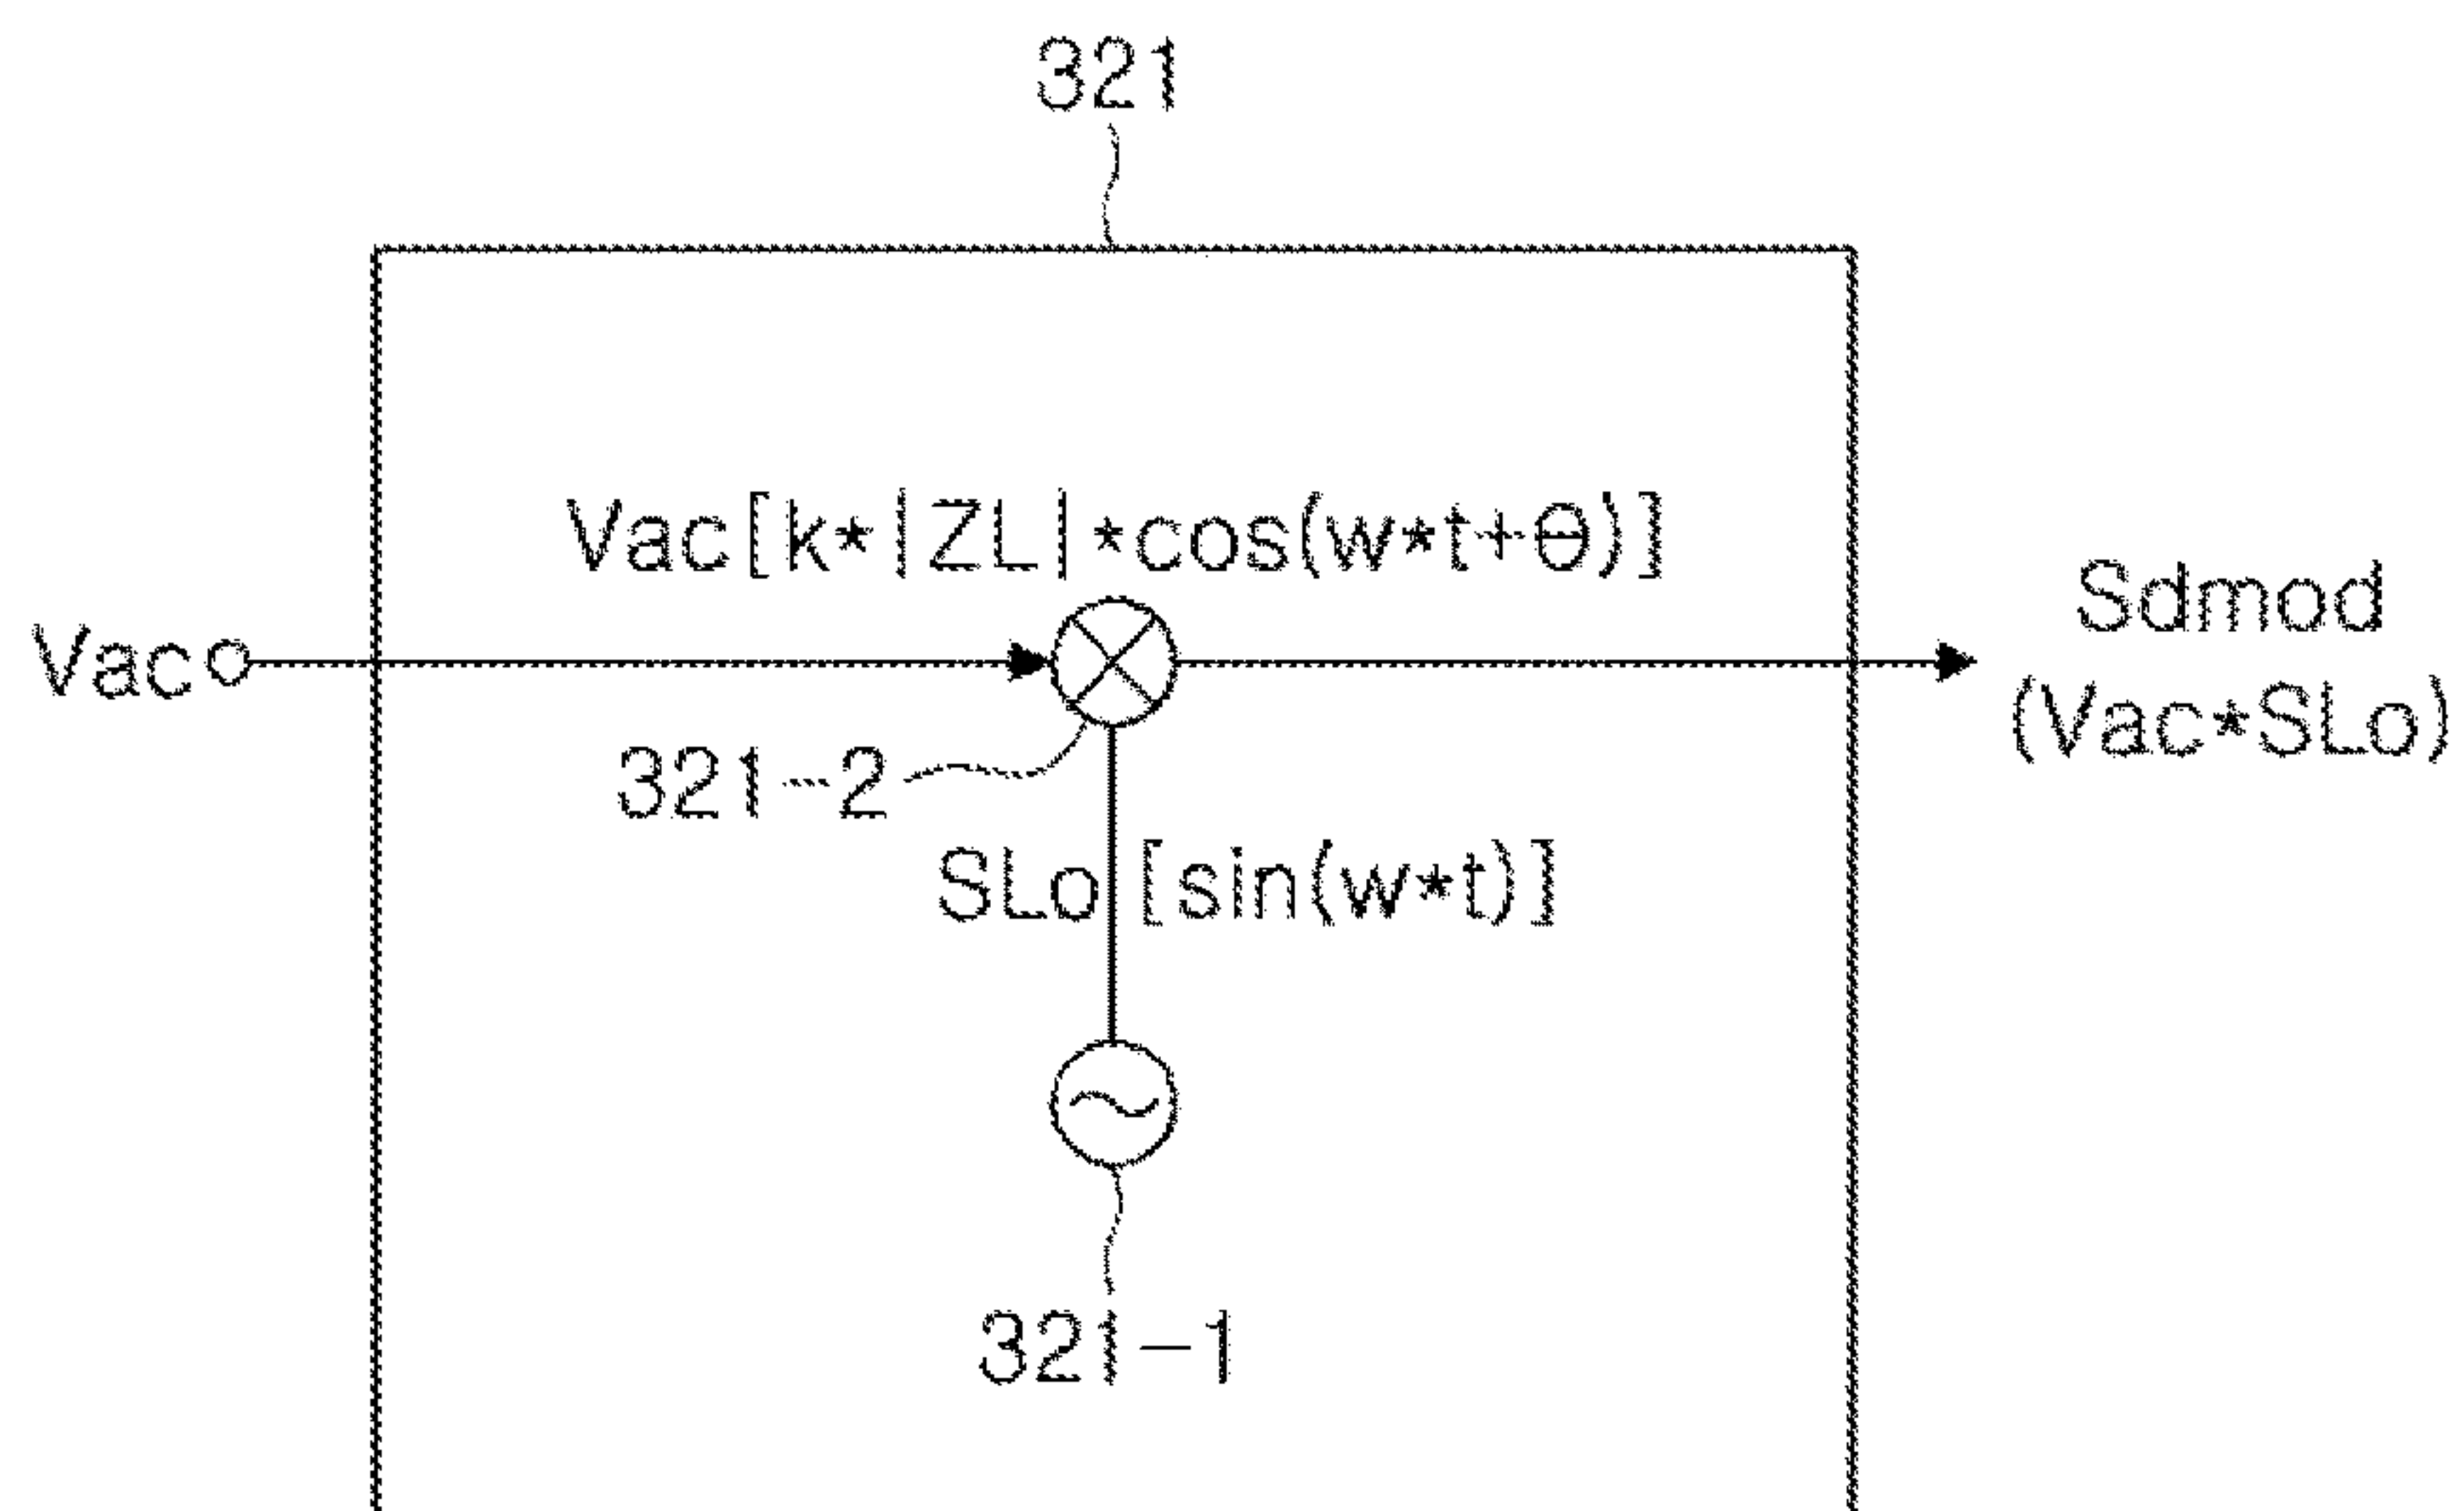 321
Vac[k*|ZL|*cos(w*t+θ')]
Vac
Sdmod
(Vac*SLo)
321-2
SLo [sin(w*t)]
321-1